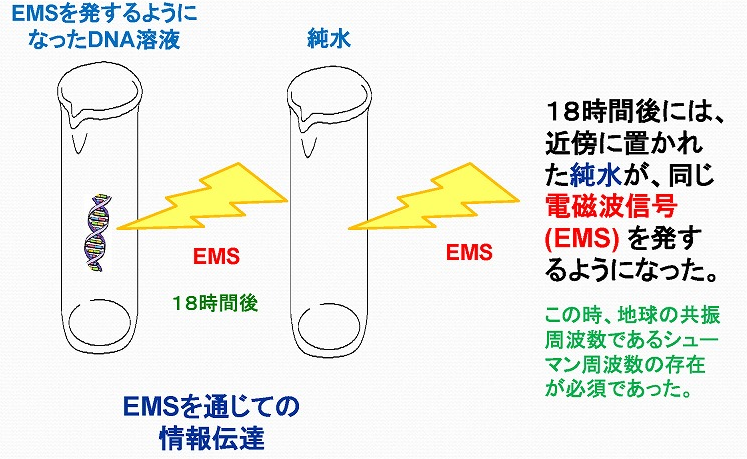 EMSを発するように
なったDNA溶液
純水
EMS
１８時間後
EMS
EMSを通じての
情報伝達
１８時間後には、
近傍に置かれ
た純水が、同じ
電磁波信号
(EMS) を発す
るようになった。
この時、地球の共振
周波数であるシュー
マン周波数の存在
が必須であった。